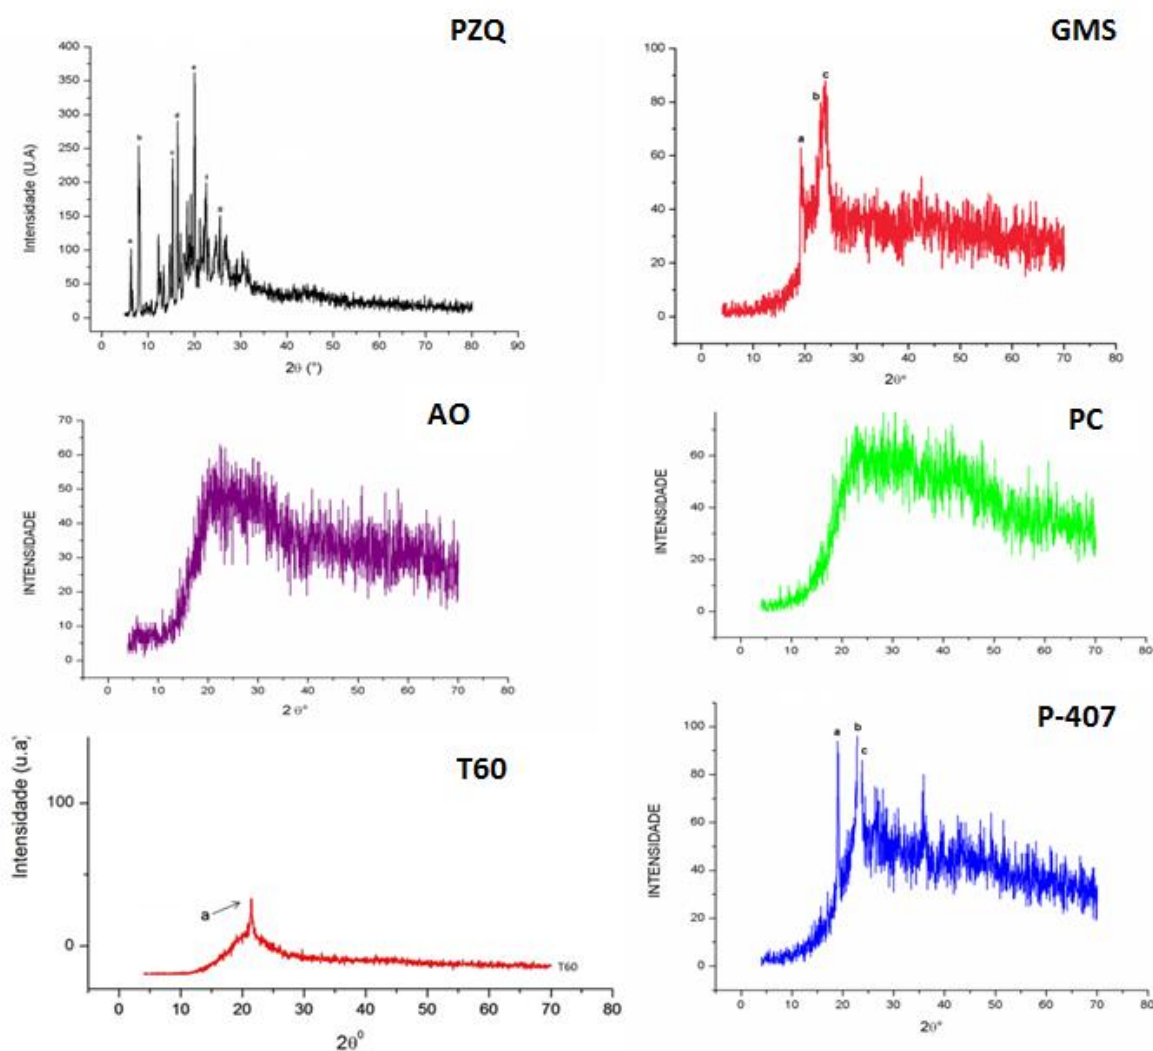 PZQ
400
350
300
250
200
150
100
50
0
Intensidade (U.A)
a
b
c
d
e
f
g
0 10 20 30 40 50 60 70 80 90
2θ (°)
GMS
100
80
60
40
20
0
a
b
c
0 10 20 30 40 50 60 70 80
2θ°
AO
70
60
50
40
30
20
10
0
INTENSIDADE
0 10 20 30 40 50 60 70 80
2 θ°
PC
60
40
20
0
INTENSIDADE
0 10 20 30 40 50 60 70 80
T60
Intensidade (u.a)
100
0
a
T60
0 10 20 30 40 50 60 70 80
2θ⁰
P-407
100
80
60
40
20
0
INTENSIDADE
a
b
c
0 10 20 30 40 50 60 70 80
2θ°